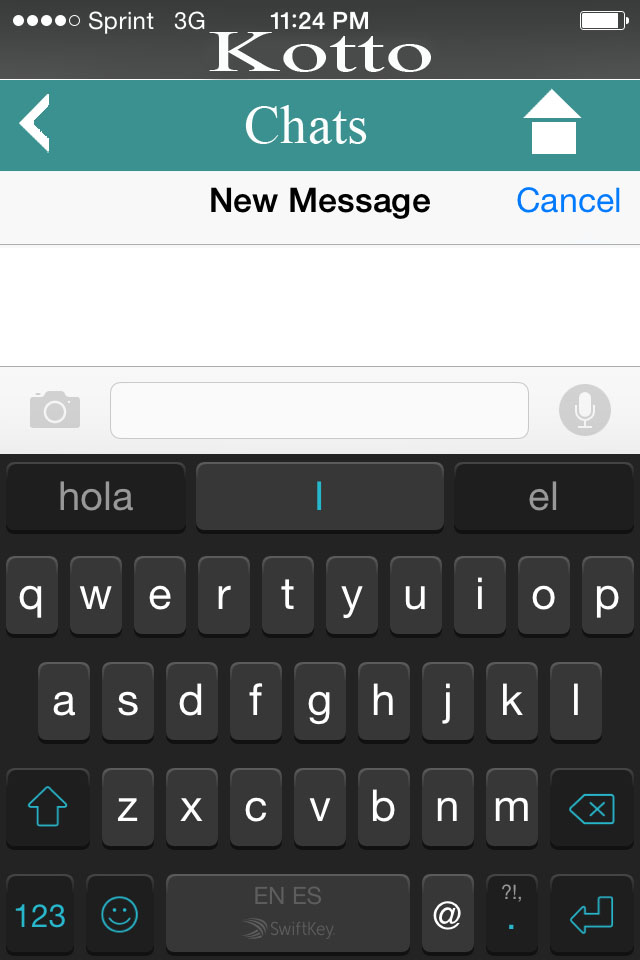 Sprint 3G 11:24 PM
Kotto
Chats
New Message Cancel
hola I el
q w e r t y u i o p
a s d f g h j k l
z x c v b n m
?!,
123 EN ES @ .
SwiftKey